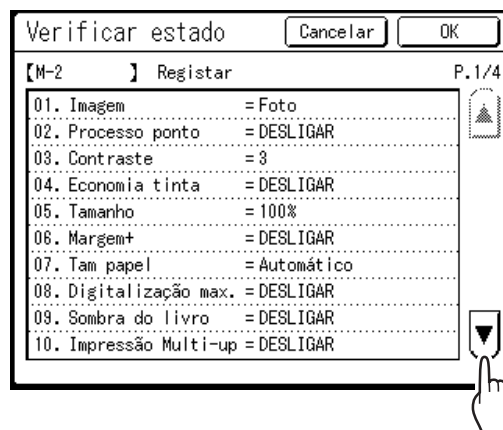 Verificar estado Cancelar OK
【M-2 】 Registar P.1/4
01. Imagem =Foto
02. Processo ponto =DESLIGAR
03. Contraste =3
04. Economia tinta =DESLIGAR
05. Tamanho =100%
06. Margem+ =DESLIGAR
07. Tam papel =Automático
08. Digitalização max. =DESLIGAR
09. Sombra do livro =DESLIGAR
10. Impressão Multi-up =DESLIGAR